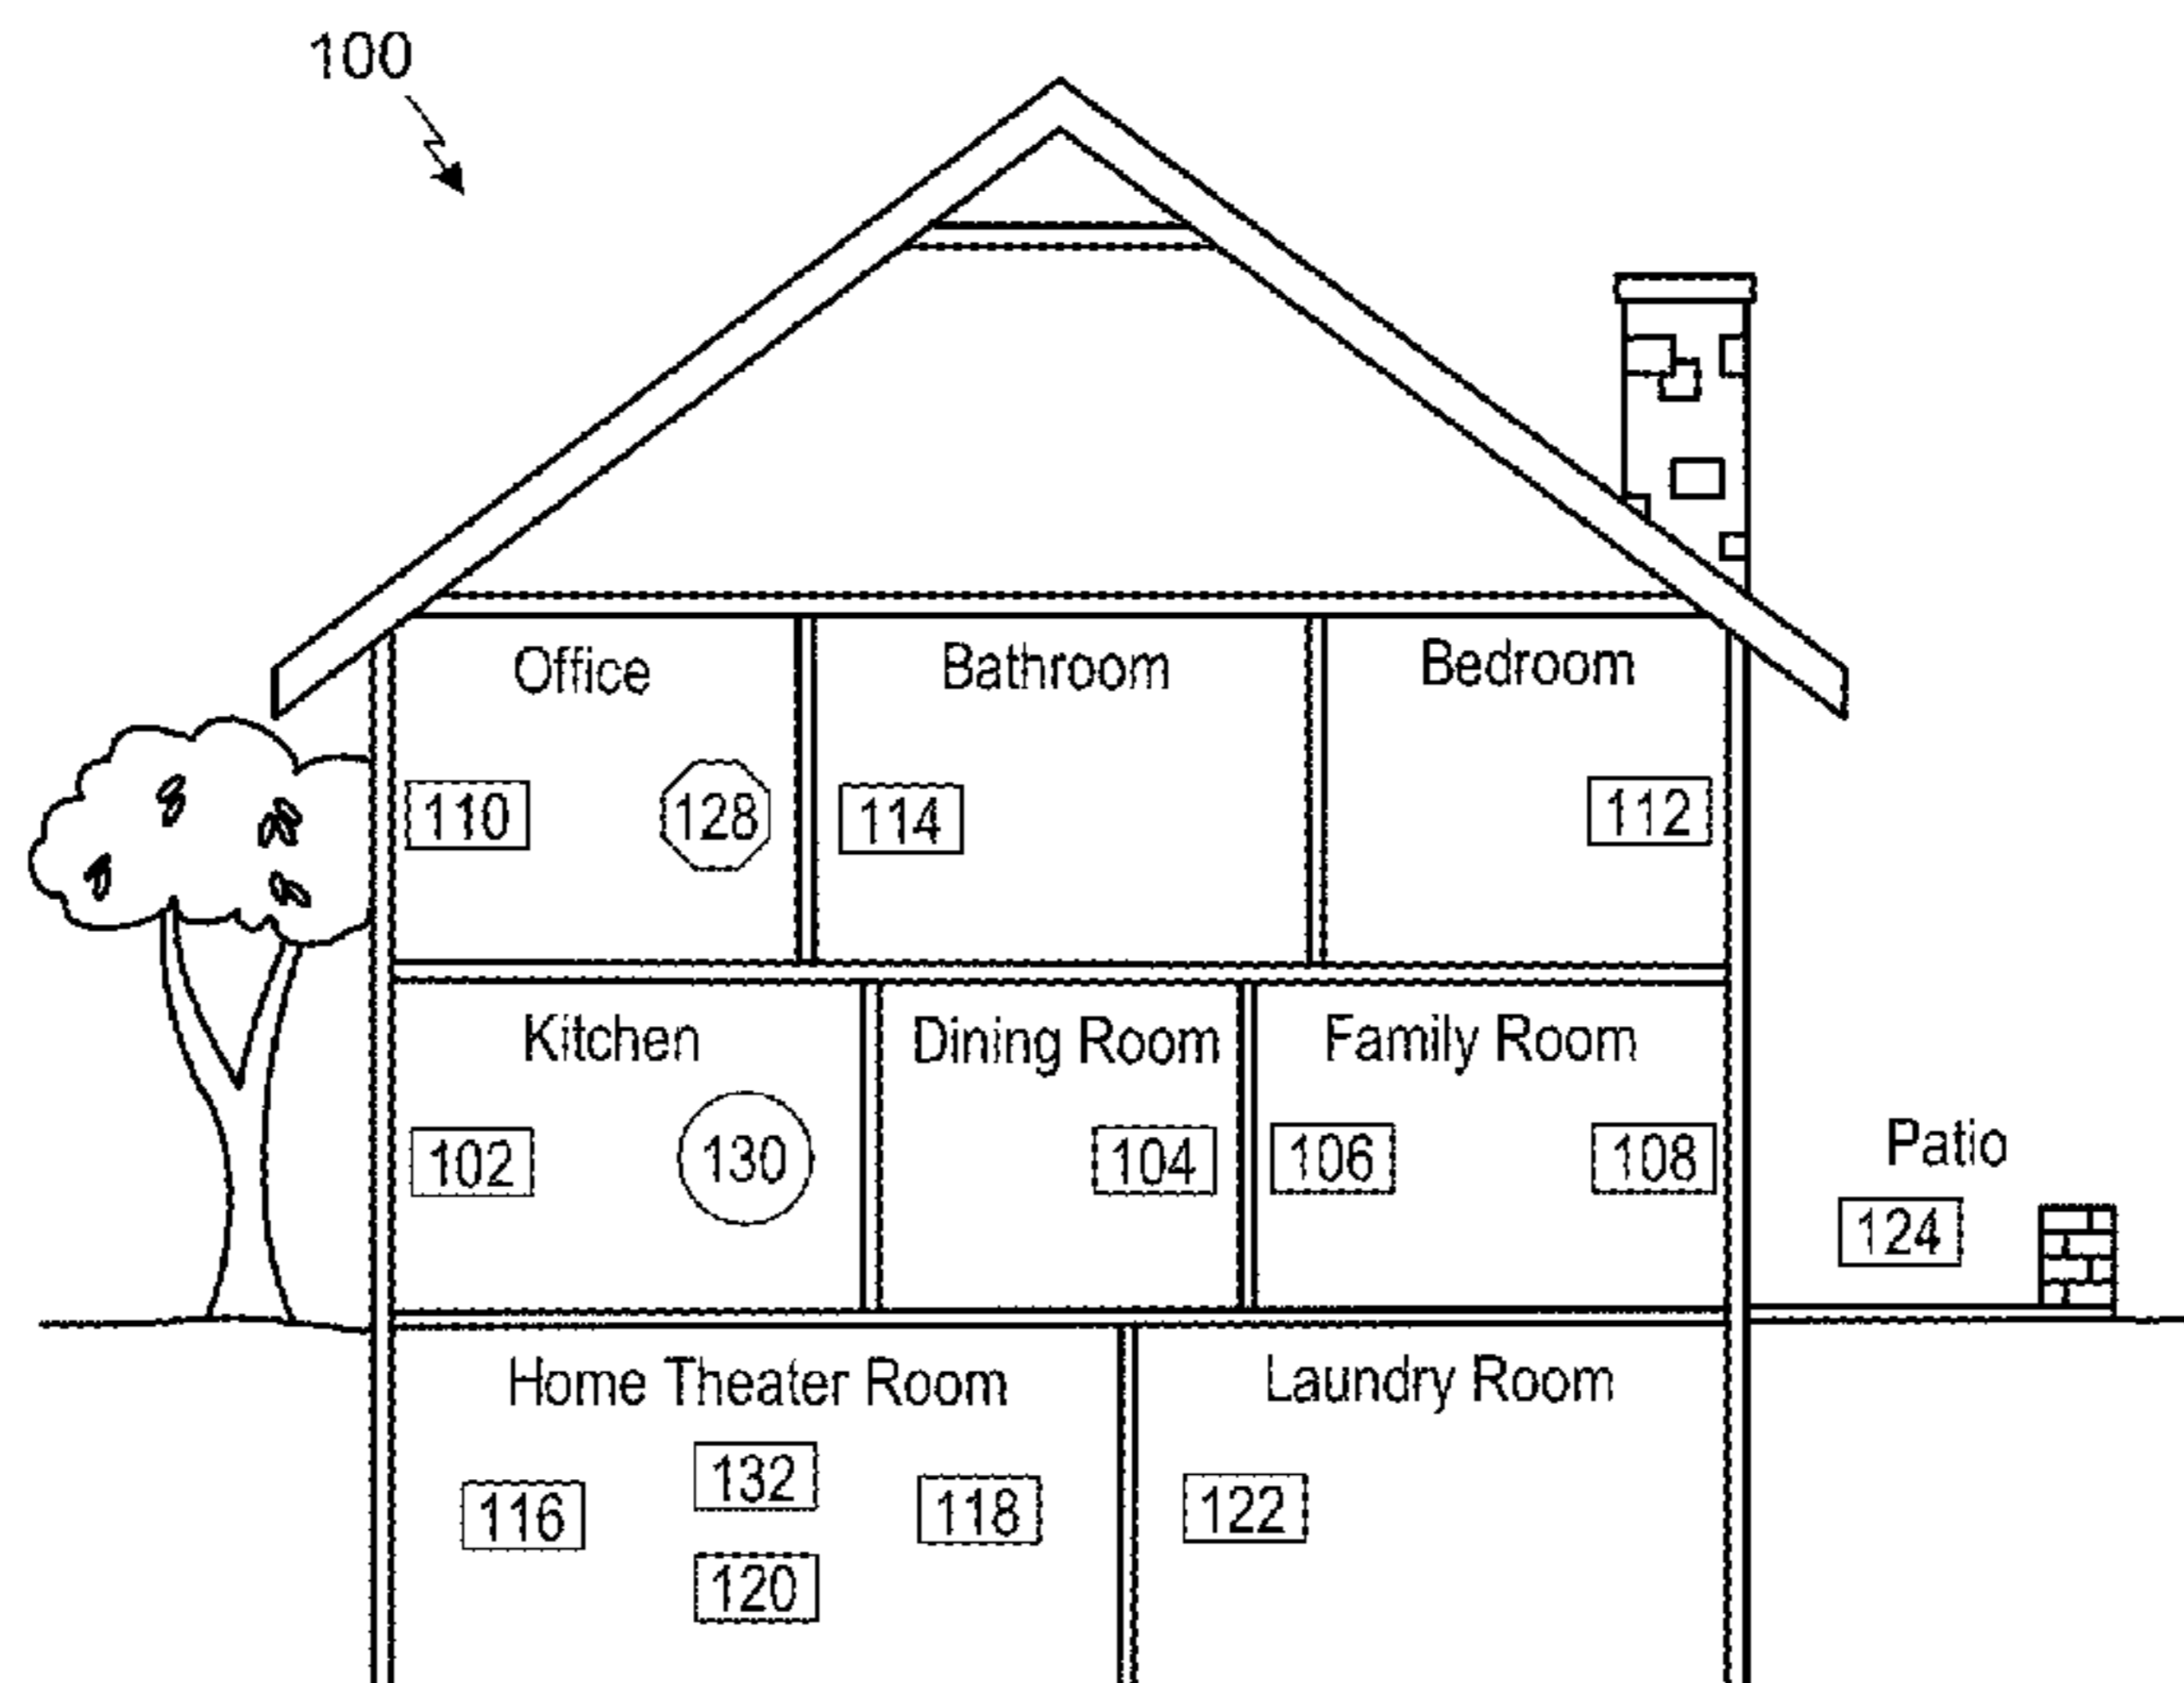 100
Office Bathroom Bedroom
110 128 114 112
Kitchen Dining Room Family Room
102 130 104 106 108
Patio
124
Home Theater Room Laundry Room
132
116 118 122
120